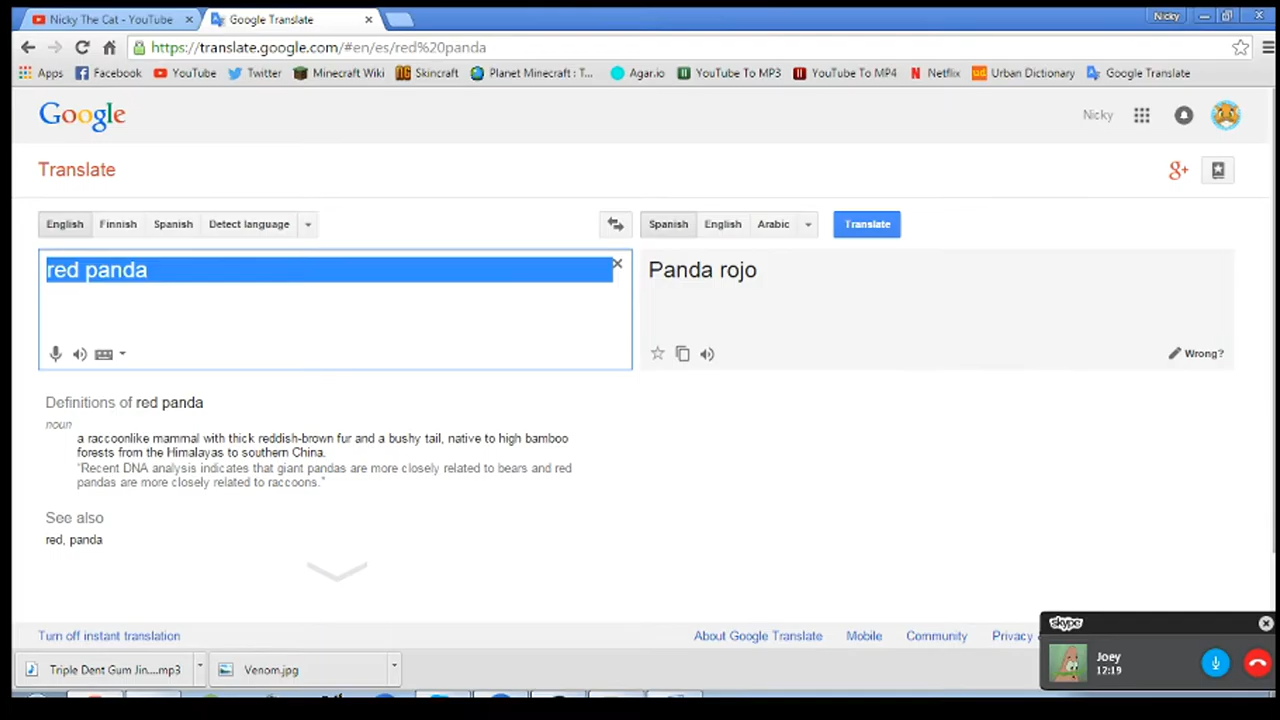 Nicky The Cat - YouTube
Google Translate
Nicky
https://translate.google.com/#en/es/red%20panda
Apps Facebook YouTube Twitter Minecraft Wiki Skincraft Planet Minecraft : T... Agar.io YouTube To MP3 YouTube To MP4 Netflix Urban Dictionary Google Translate
Google
Nicky
Translate
g+
English Finnish Spanish Detect language
Spanish English Arabic Translate
red panda
Panda rojo
Wrong?
Definitions of red panda
noun
a raccoonlike mammal with thick reddish-brown fur and a bushy tail, native to high bamboo
forests from the Himalayas to southern China.
"Recent DNA analysis indicates that giant pandas are more closely related to bears and red
pandas are more closely related to raccoons."
See also
red, panda
Turn off instant translation
About Google Translate Mobile Community Privacy
skype
Joey
12:19
Triple Dent Gum Jin....mp3
Venom.jpg